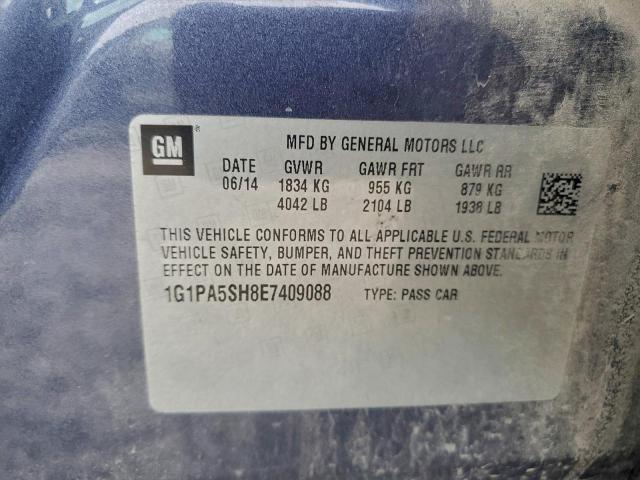 GM ® MFD BY GENERAL MOTORS LLC
DATE GVWR GAWR FRT GAWR RR
06/14 1834 KG 955 KG 879 KG
4042 LB 2104 LB 1938 LB
THIS VEHICLE CONFORMS TO ALL APPLICABLE U.S. FEDERAL MOTOR
VEHICLE SAFETY, BUMPER, AND THEFT PREVENTION STANDARDS IN
EFFECT ON THE DATE OF MANUFACTURE SHOWN ABOVE.
1G1PA5SH8E7409088 TYPE: PASS CAR